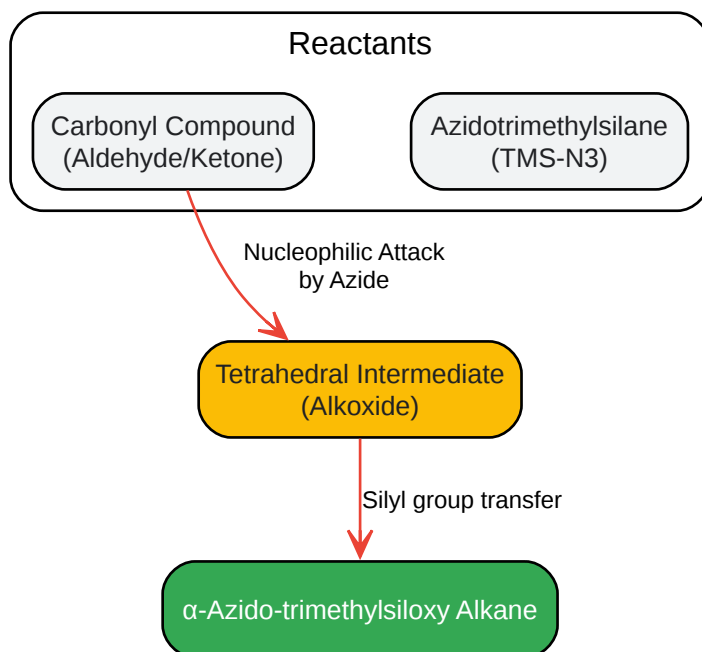 Reactants
Carbonyl Compound
(Aldehyde/Ketone)
Azidotrimethylsilane
(TMS-N3)
Nucleophilic Attack
by Azide
Tetrahedral Intermediate
(Alkoxide)
Silyl group transfer
α-Azido-trimethylsiloxy Alkane